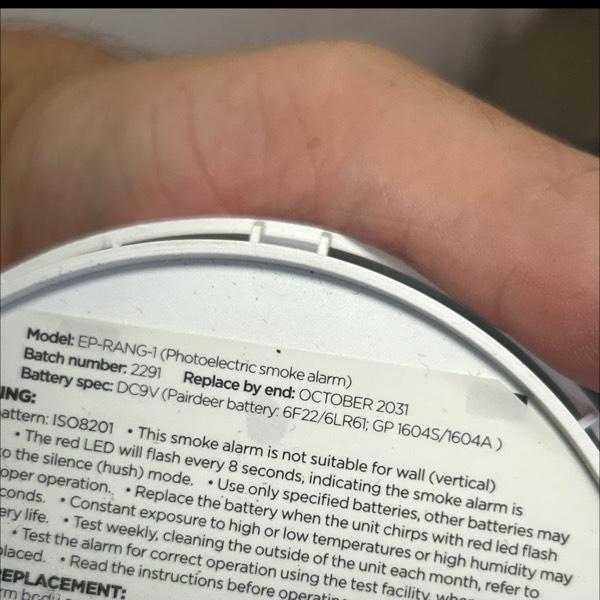 Model: EP-RANG-1 (Photoelectric smoke alarm)
Batch number: 2291 Replace by end: OCTOBER 2031
Battery spec: DC9V (Pairdeer battery: 6F22/6LR61; GP 1604S/1604A )
ING:
attern: ISO8201 • This smoke alarm is not suitable for wall (vertical)
• The red LED will flash every 8 seconds, indicating the smoke alarm is
o the silence (hush) mode. • Use only specified batteries, other batteries may
oper operation. • Replace the battery when the unit chirps with red led flash
conds. • Constant exposure to high or low temperatures or high humidity may
ery life. • Test weekly, cleaning the outside of the unit each month, refer to
• Test the alarm for correct operation using the test facility,
placed. • Read the instructions before
EPLACEMENT: